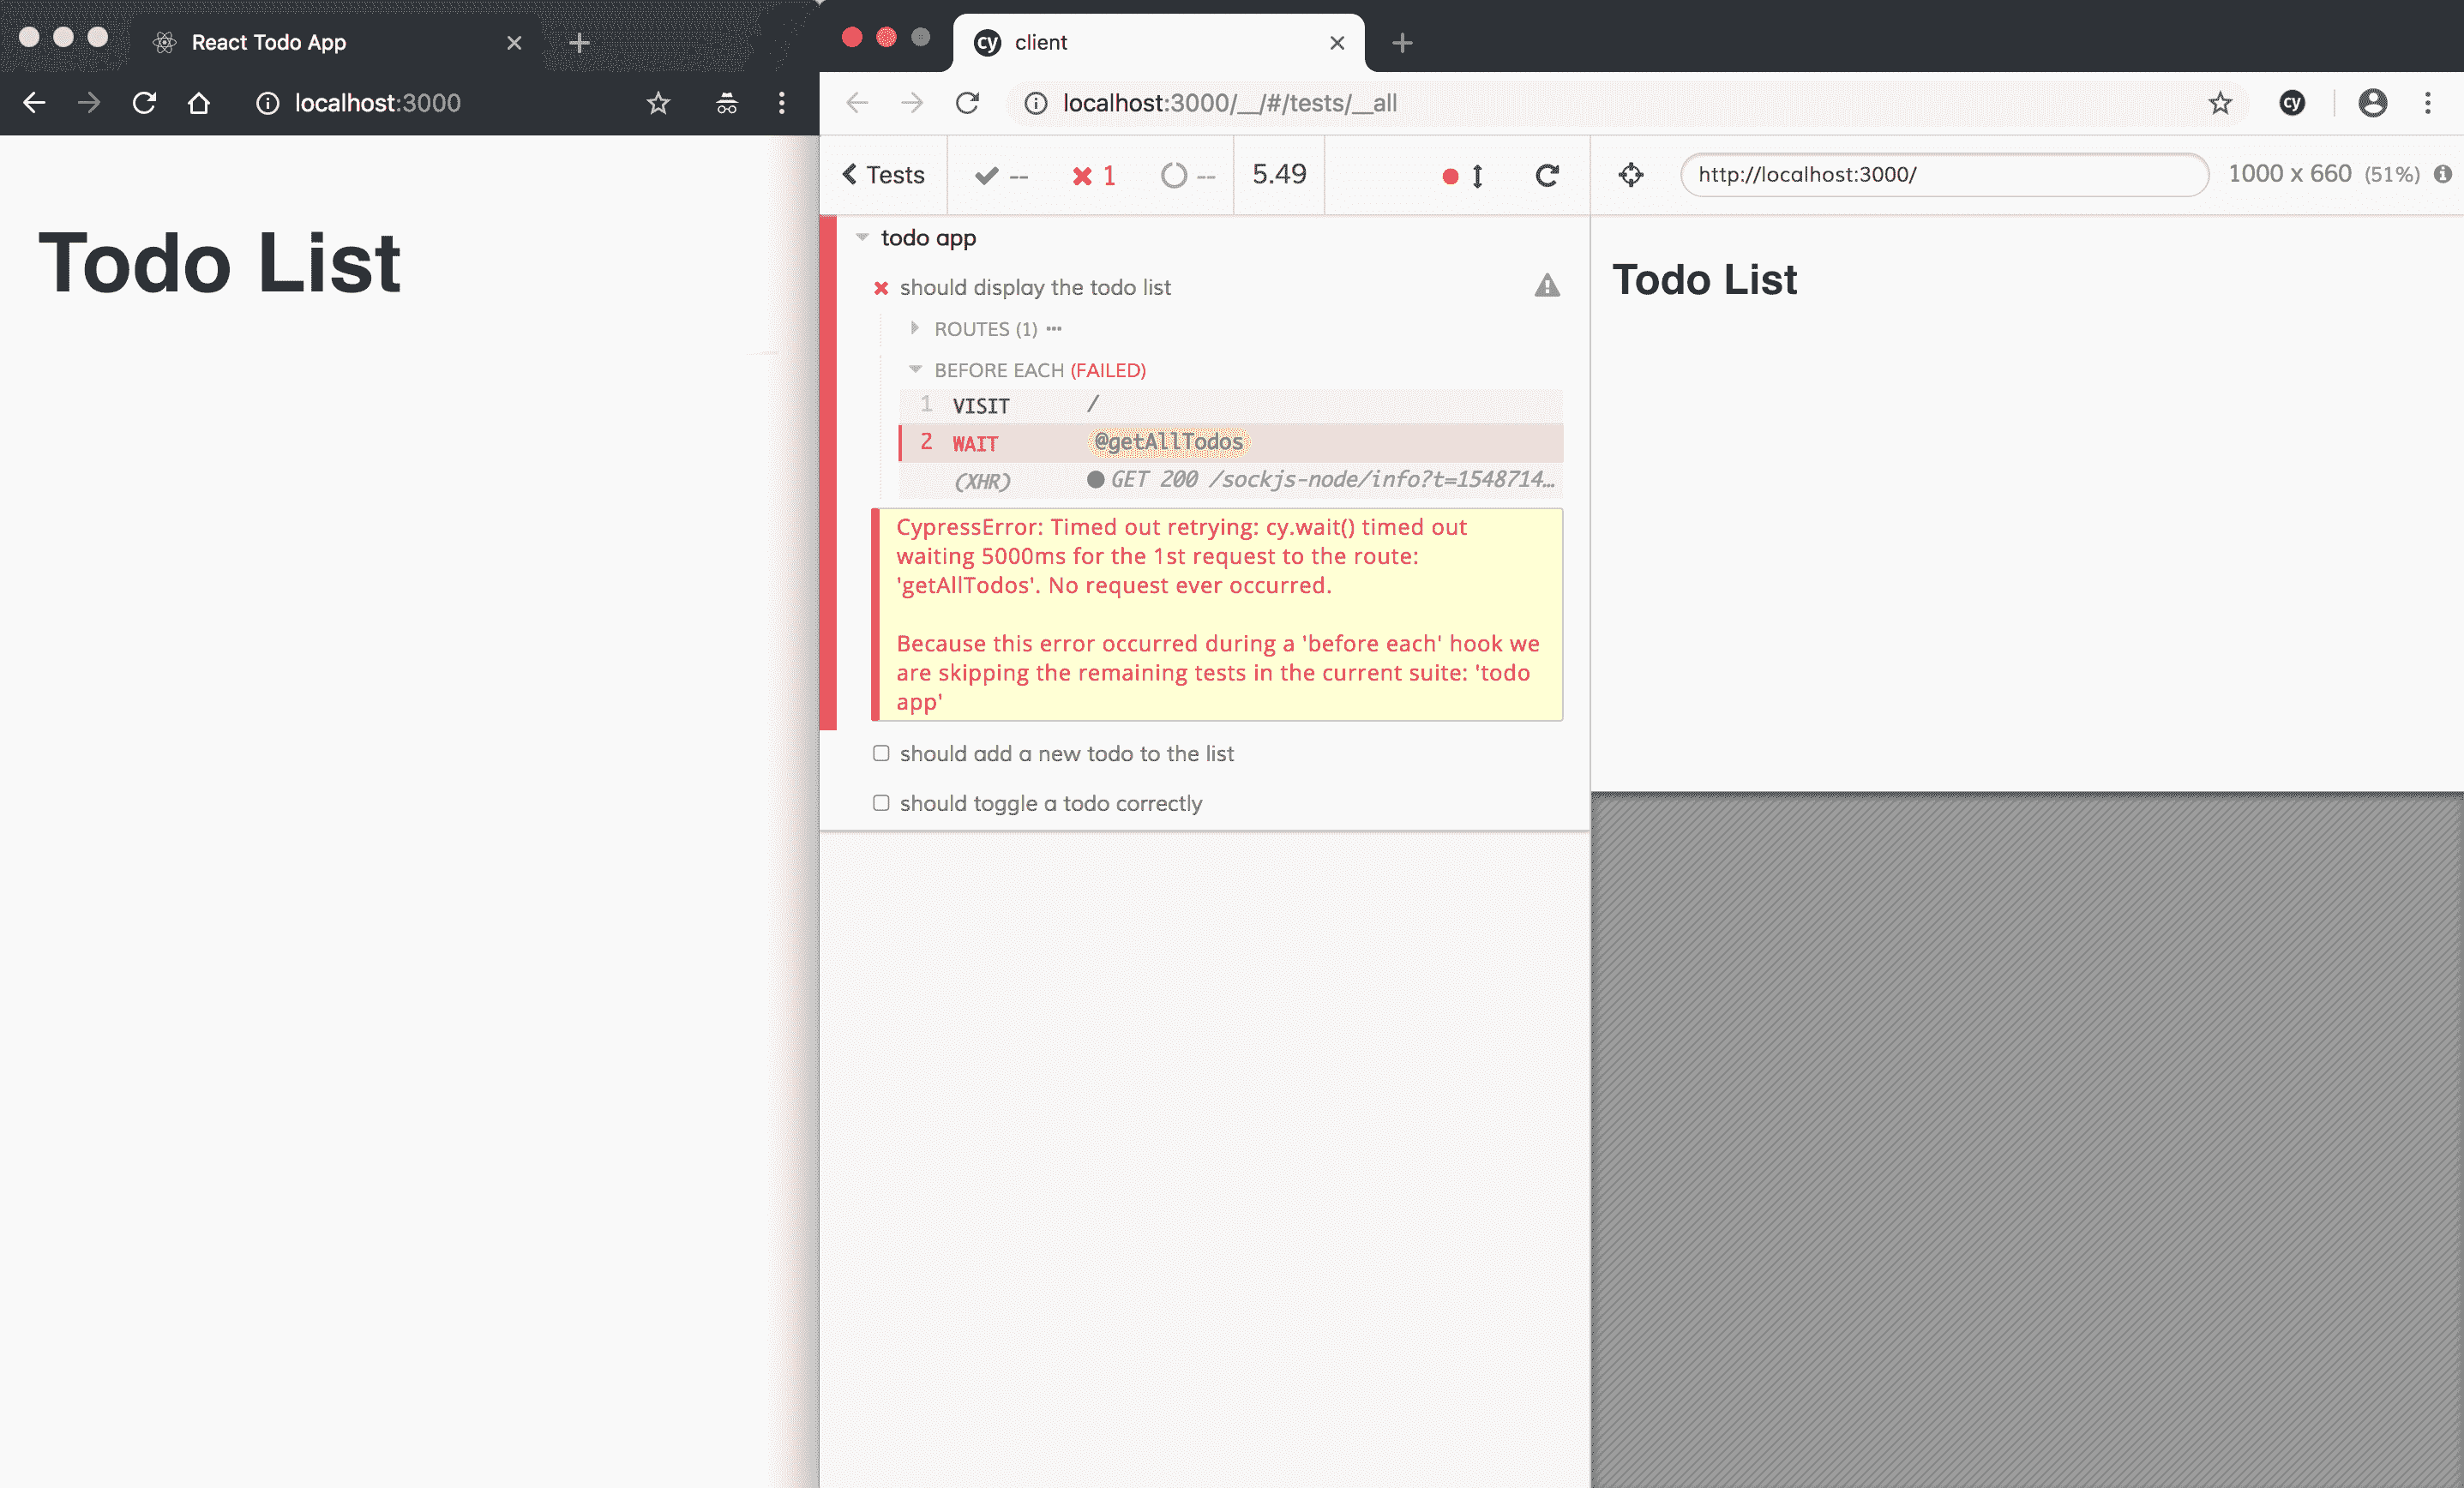 React Todo App
localhost:3000
Todo List
cy client
localhost:3000/__/#/tests/__all
cy
Tests
--
1
--
5.49
http://localhost:3000/
1000 x 660 (51%)
todo app
should display the todo list
ROUTES (1)
BEFORE EACH (FAILED)
1 VISIT /
2 WAIT @getAllTodos
(XHR) GET 200 /sockjs-node/info?t=1548714…
CypressError: Timed out retrying: cy.wait() timed out
waiting 5000ms for the 1st request to the route:
'getAllTodos'. No request ever occurred.
Because this error occurred during a 'before each' hook we
are skipping the remaining tests in the current suite: 'todo
app'
should add a new todo to the list
should toggle a todo correctly
Todo List